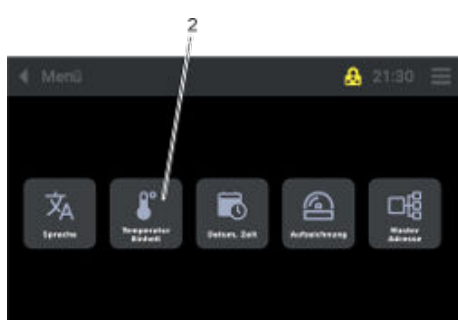 2
Menü
21:30
Sprache
Temperatur
Einheit
Datum, Zeit
Aufzeichnung
Master
Adresse